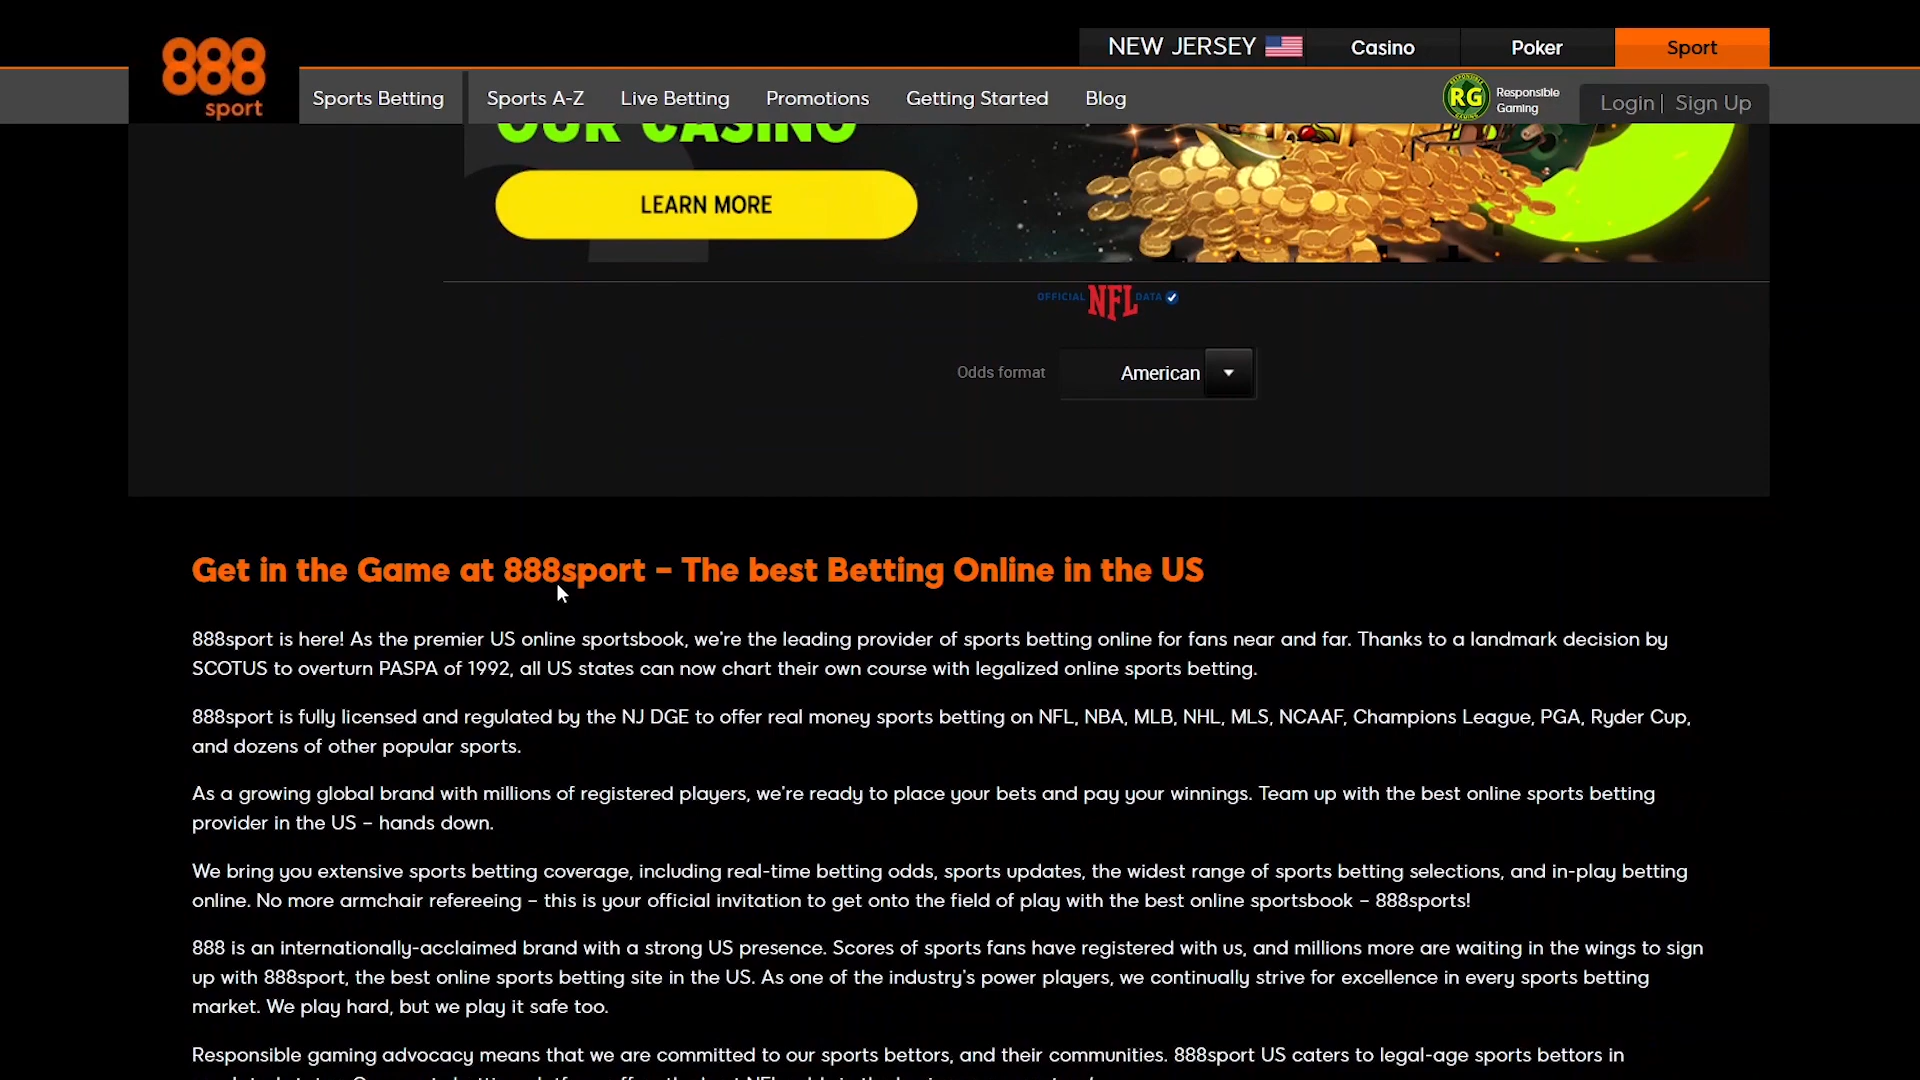 NEW JERSEY
Casino
Poker
Sport
888
sport
Sports Betting
Sports A-Z
Live Betting
Promotions
Getting Started
Blog
RESPONSIBLE
RG
GAMING
Responsible
Gaming
Login | Sign Up
OUR CASINO
LEARN MORE
OFFICIAL NFL DATA
Odds format
American
Get in the Game at 888sport – The best Betting Online in the US
888sport is here! As the premier US online sportsbook, we're the leading provider of sports betting online for fans near and far. Thanks to a landmark decision by
SCOTUS to overturn PASPA of 1992, all US states can now chart their own course with legalized online sports betting.
888sport is fully licensed and regulated by the NJ DGE to offer real money sports betting on NFL, NBA, MLB, NHL, MLS, NCAAF, Champions League, PGA, Ryder Cup,
and dozens of other popular sports.
As a growing global brand with millions of registered players, we're ready to place your bets and pay your winnings. Team up with the best online sports betting
provider in the US – hands down.
We bring you extensive sports betting coverage, including real-time betting odds, sports updates, the widest range of sports betting selections, and in-play betting
online. No more armchair refereeing – this is your official invitation to get onto the field of play with the best online sportsbook – 888sports!
888 is an internationally-acclaimed brand with a strong US presence. Scores of sports fans have registered with us, and millions more are waiting in the wings to sign
up with 888sport, the best online sports betting site in the US. As one of the industry's power players, we continually strive for excellence in every sports betting
market. We play hard, but we play it safe too.
Responsible gaming advocacy means that we are committed to our sports bettors, and their communities. 888sport US caters to legal-age sports bettors in